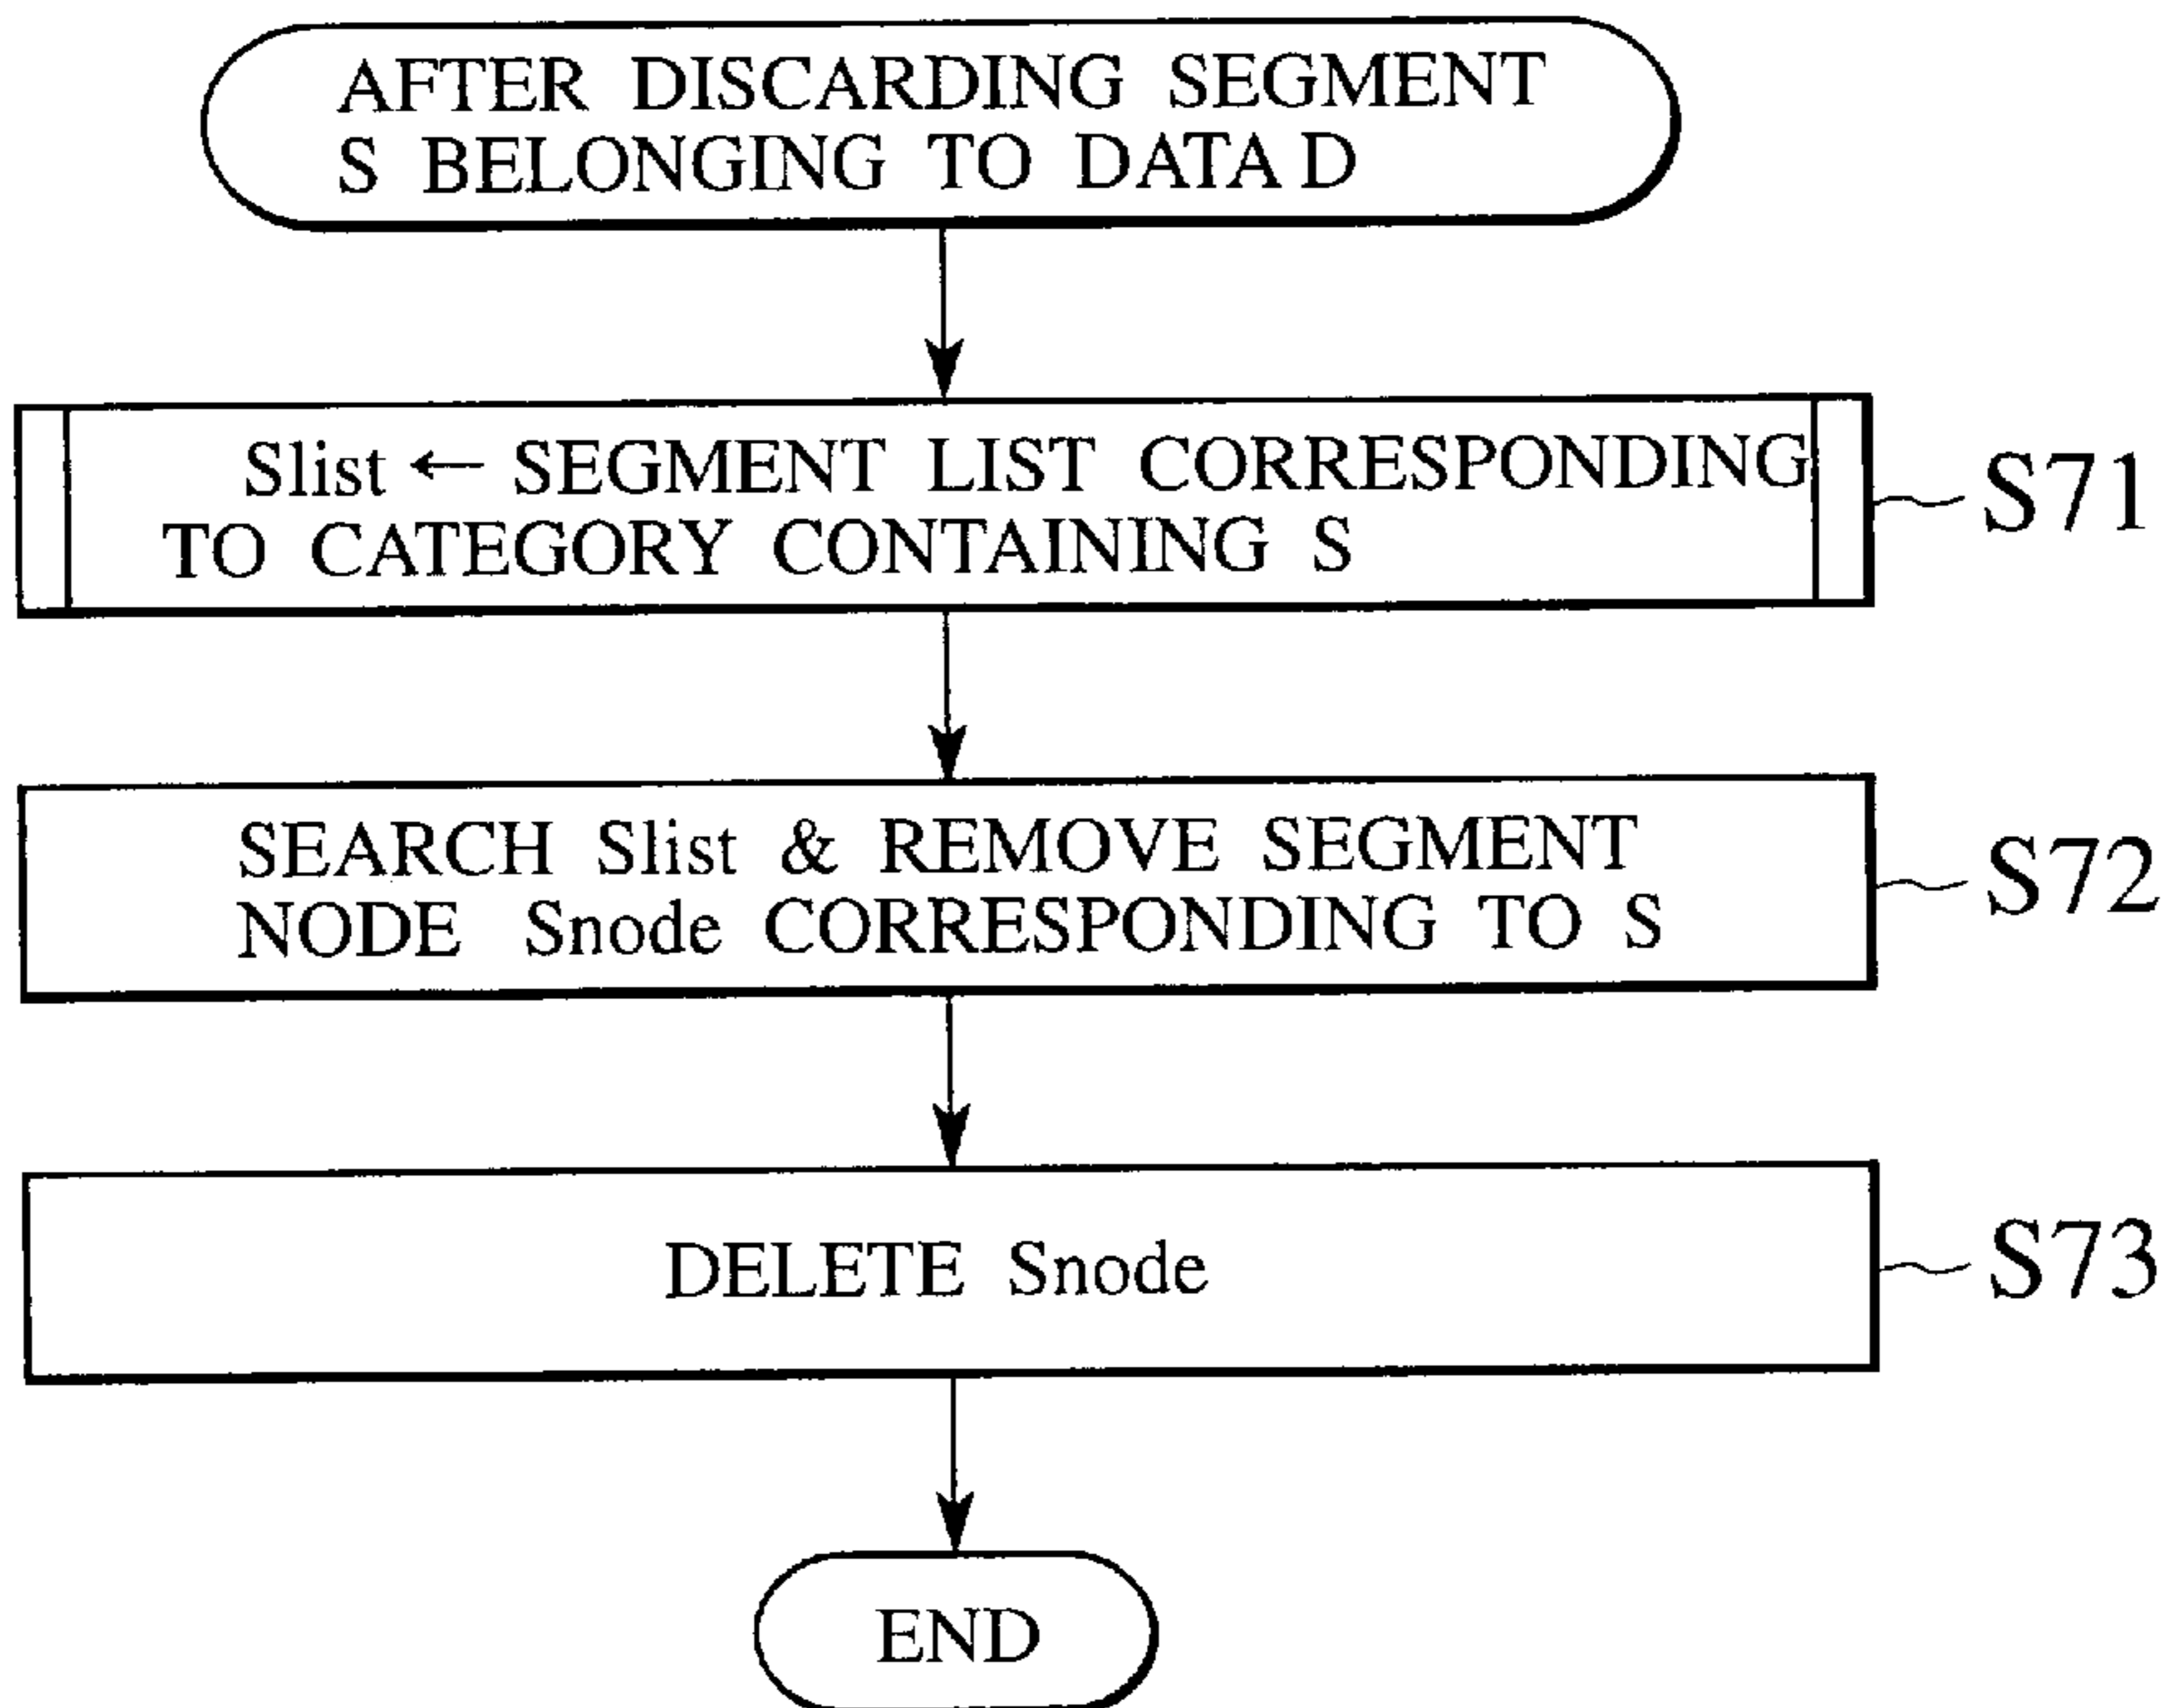 AFTER DISCARDING SEGMENT
S BELONGING TO DATA D
Slist ← SEGMENT LIST CORRESPONDING
TO CATEGORY CONTAINING S
S71
SEARCH Slist & REMOVE SEGMENT
NODE Snode CORRESPONDING TO S
S72
DELETE Snode
S73
END